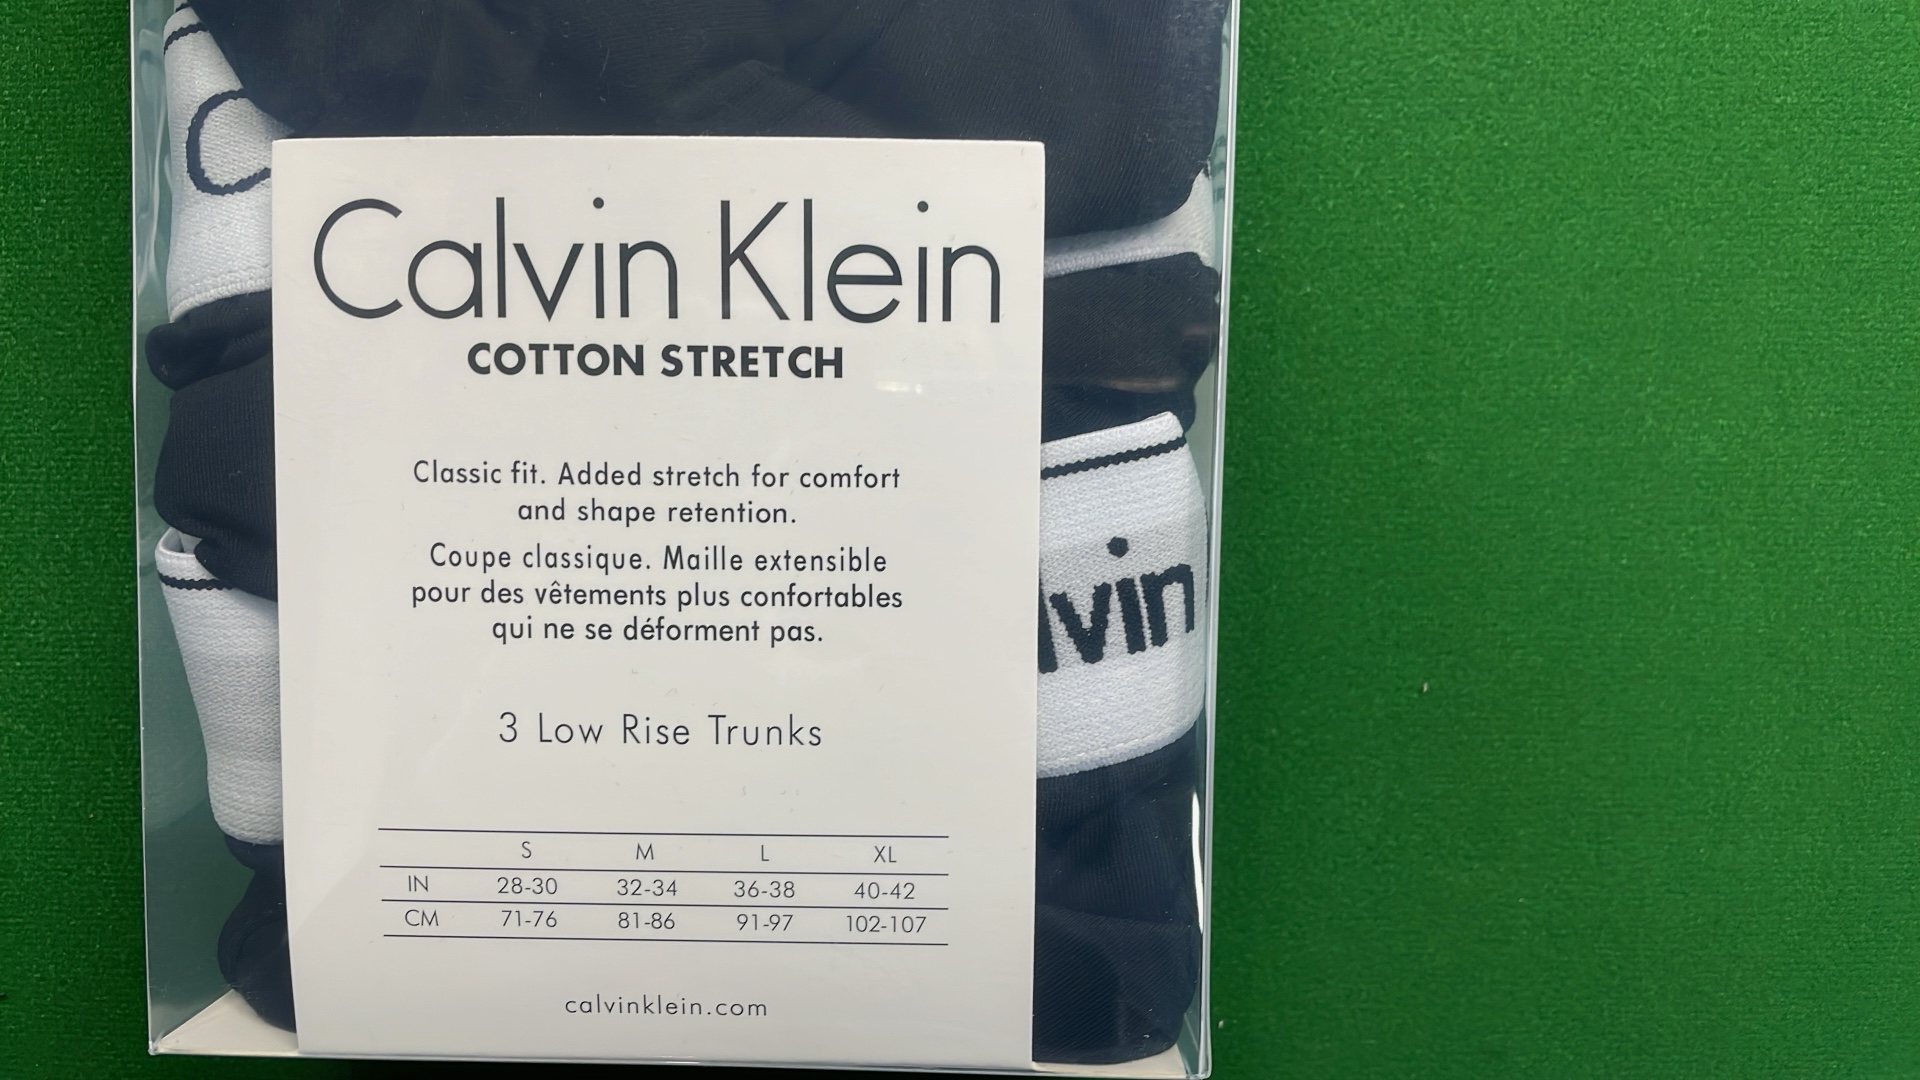 Calvin Klein
COTTON STRETCH
Classic fit. Added stretch for comfort
and shape retention.
Coupe classique. Maille extensible
pour des vêtements plus confortables
qui ne se déforment pas.
3 Low Rise Trunks
S M L XL
IN 28-30 32-34 36-38 40-42
CM 71-76 81-86 91-97 102-107
calvinklein.com